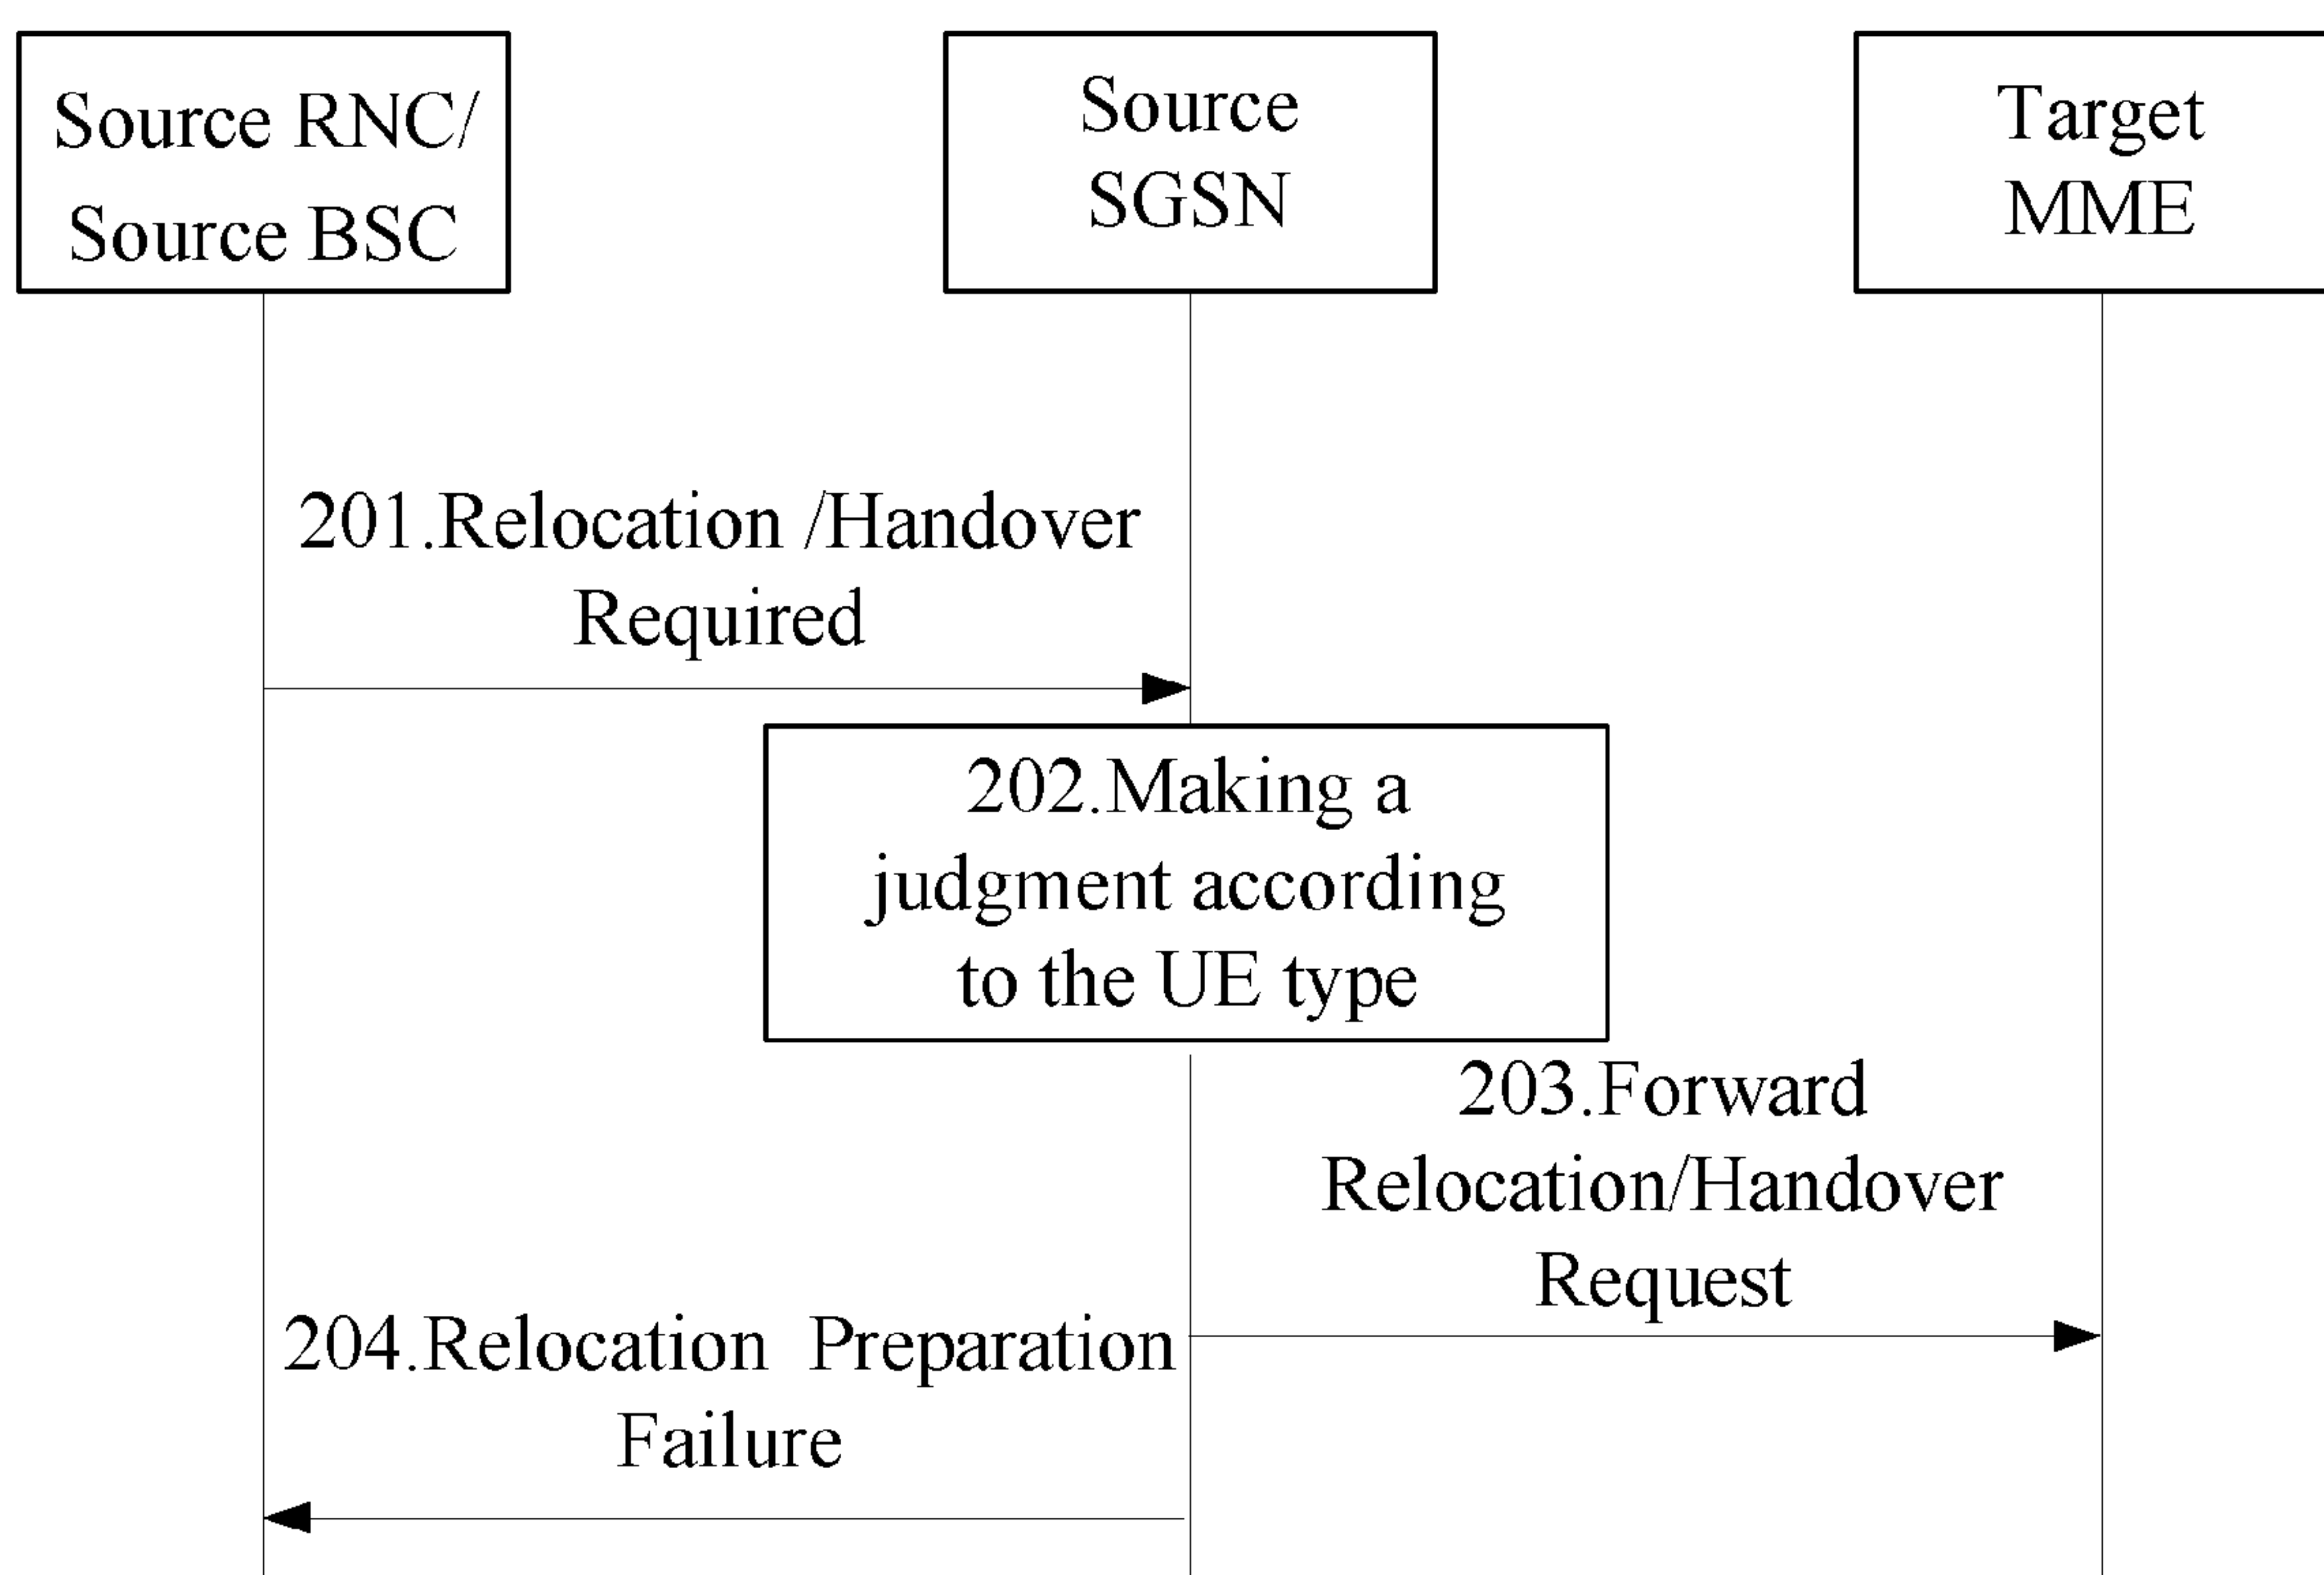 Source RNC/
Source BSC
Source
SGSN
Target
MME
201.Relocation /Handover
Required
202.Making a
judgment according
to the UE type
203.Forward
Relocation/Handover
Request
204.Relocation Preparation
Failure